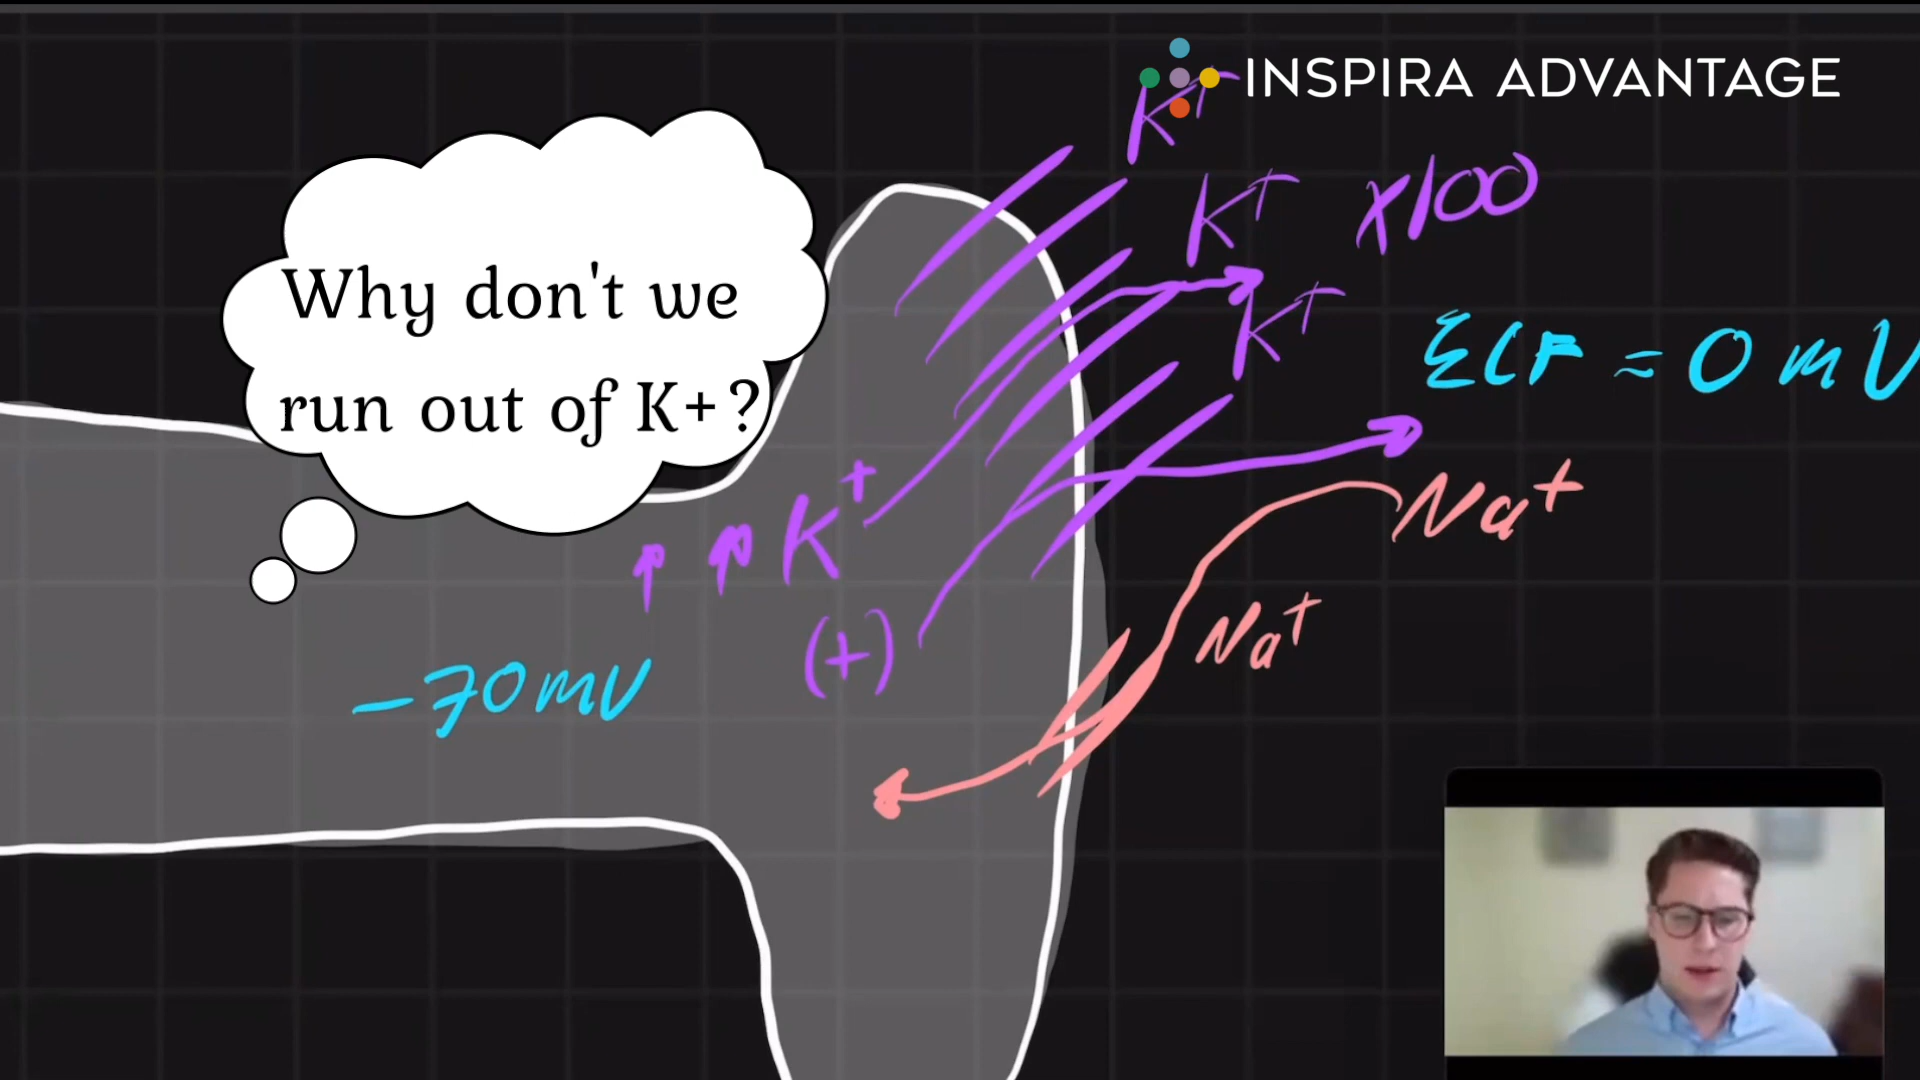 INSPIRA ADVANTAGE
K+
K+ x100
Why don't we
run out of K+?
K+
ECF ≈ 0 mV
↑ ↑ K+
Na+
(+)
Na+
-70mV